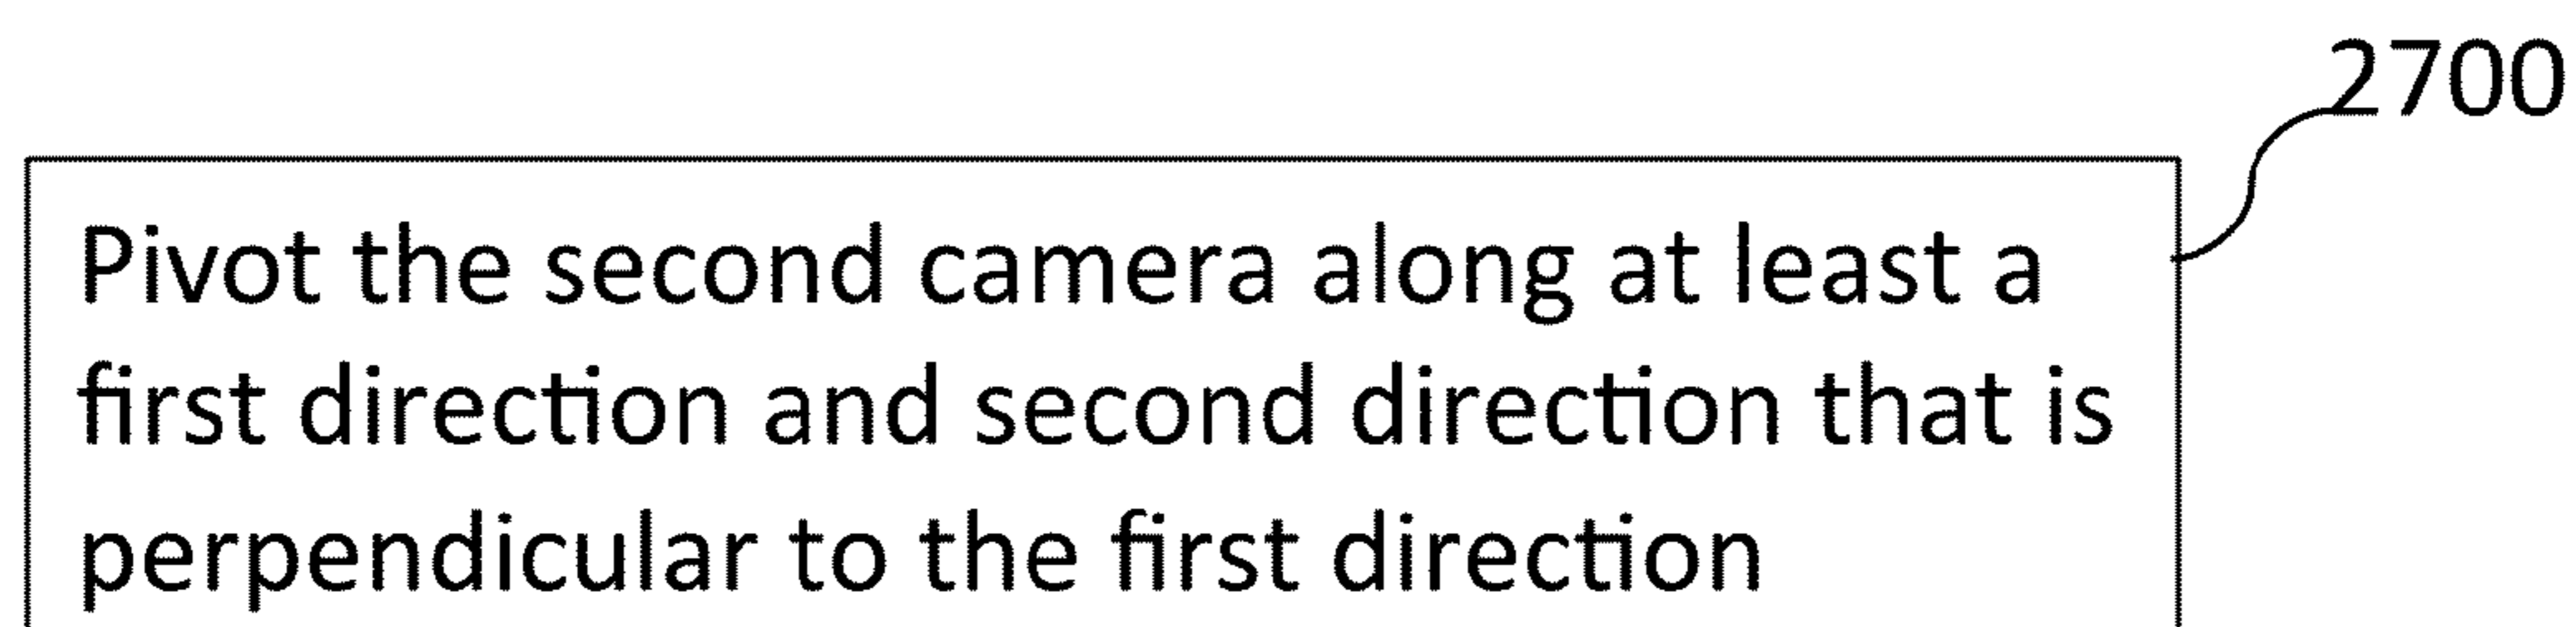 2700
Pivot the second camera along at least a
first direction and second direction that is
perpendicular to the first direction